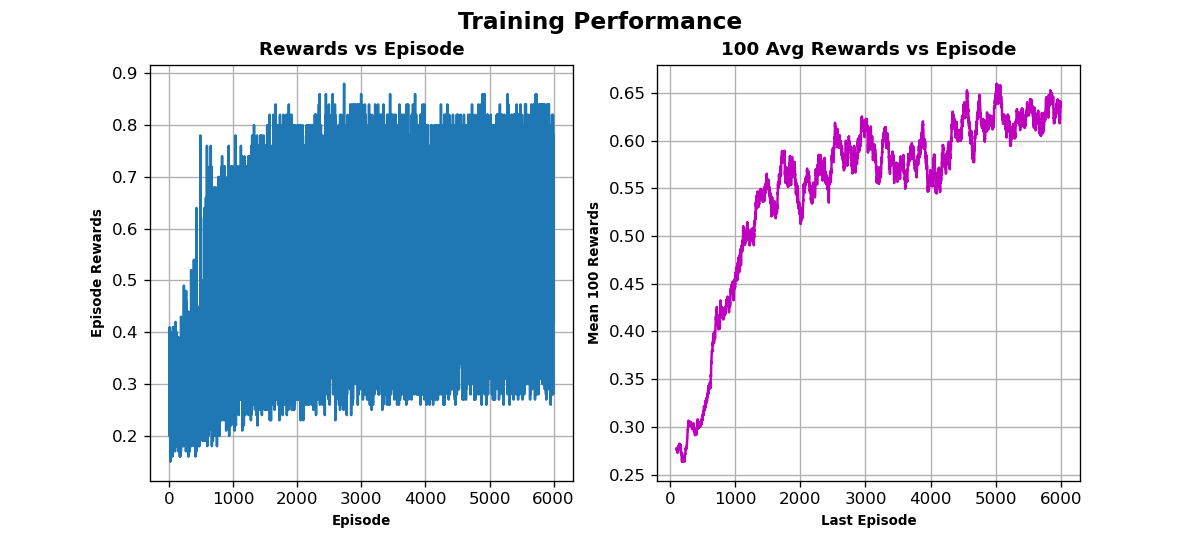 Training Performance
Rewards vs Episode
0.9
0.8
0.7
0.6
0.5
0.4
0.3
0.2
Episode Rewards
0 1000 2000 3000 4000 5000 6000
Episode
100 Avg Rewards vs Episode
0.65
0.60
0.55
0.50
0.45
0.40
0.35
0.30
0.25
Mean 100 Rewards
0 1000 2000 3000 4000 5000 6000
Last Episode